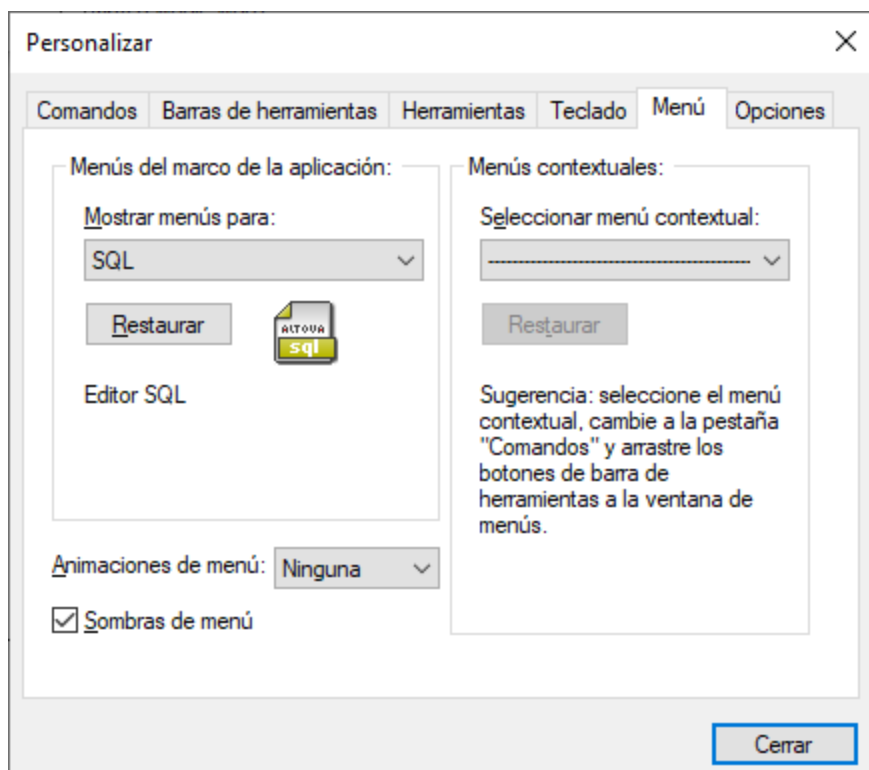 Personalizar
Comandos Barras de herramientas Herramientas Teclado Menú Opciones
Menús del marco de la aplicación:
Mostrar menús para:
SQL
Restaurar
ALTOVA
sql
Editor SQL
Menús contextuales:
Seleccionar menú contextual:
Restaurar
Sugerencia: seleccione el menú
contextual, cambie a la pestaña
"Comandos" y arrastre los
botones de barra de
herramientas a la ventana de
menús.
Animaciones de menú: Ninguna
Sombras de menú
Cerrar